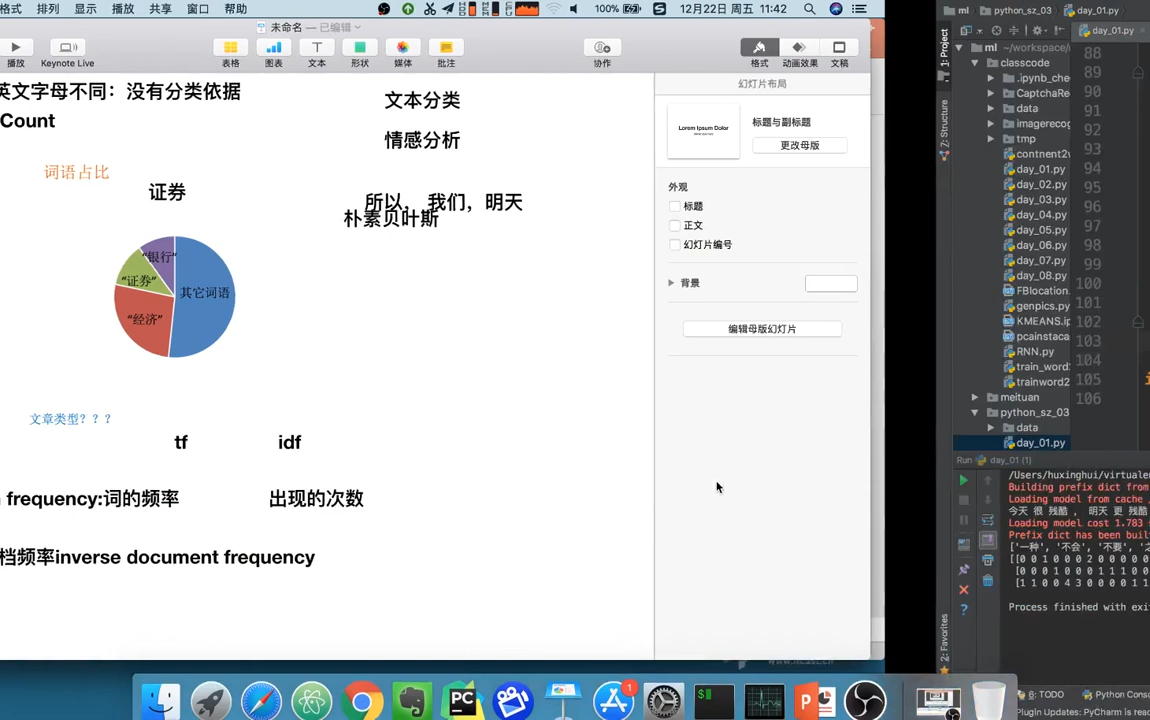 格式 排列 显示 播放 共享 窗口 帮助
100% 12月22日 周五 11:42
未命名 — 已编辑
播放 Keynote Live 表格 图表 文本 形状 媒体 批注 协作 格式 动画效果 文稿
英文字母不同：没有分类依据
Count
文本分类
情感分析
词语占比
证券
所以， 我们，明天
朴素贝叶斯
“银行”
“证券”
其它词语
“经济”
文章类型？？？
tf idf
frequency:词的频率 出现的次数
档频率inverse document frequency
幻灯片布局
Lorem Ipsum Dolor
标题与副标题
更改母版
外观
标题
正文
幻灯片编号
背景
编辑母版幻灯片
ml python_sz_03 day_01.py
1: Project
7: Structure
2: Favorites
day_01.py
ml ~/workspace/
classcode
.ipynb_che
CaptchaRe
data
imagerecog
tmp
contnent2v
day_01.py
day_02.py
day_03.py
day_04.py
day_05.py
day_06.py
day_07.py
day_08.py
FBlocation.
genpics.py
KMEANS.ip
pcainstaca
RNN.py
train_word
trainword2
meituan
python_sz_03
data
day_01.py
88
89
90
91
92
93
94
95
96
97
98
99
100
101
102
103
104
105
106
Run day_01 (1)
/Users/huxinghui/virtualen
Building prefix dict from
Loading model from cache
今天 很 残酷 ， 明天 更 残酷
Loading model cost 1.783 s
Prefix dict has been buil
['一种', '不会', '不要', '之
[[0 0 1 0 0 0 2 0 0 0 0 0
[0 0 0 1 0 0 0 1 1 1 0 0
[1 1 0 0 4 3 0 0 0 0 1 1
Process finished with exi
6: TODO Python Conso
Plugin Updates: PyCharm is rea
PC
1